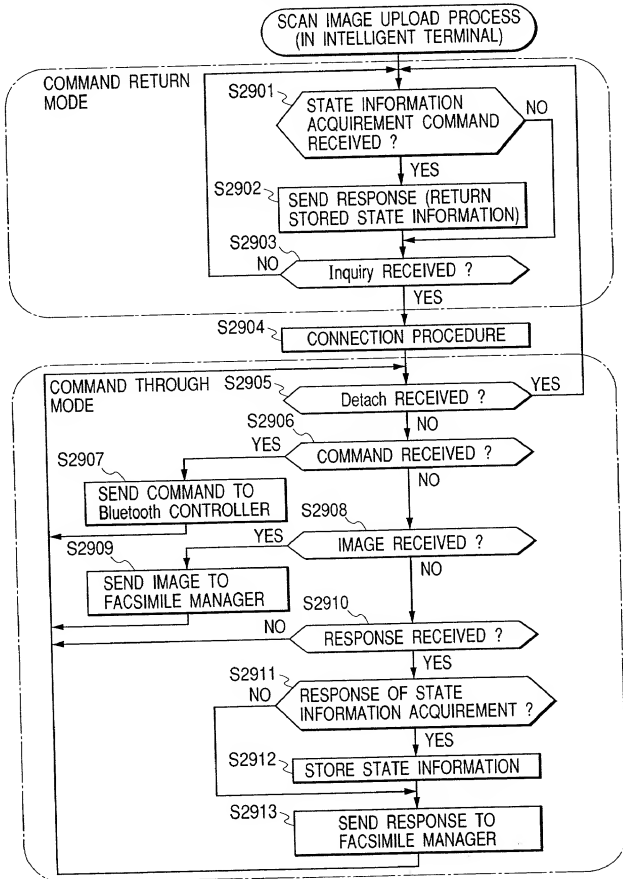 SCAN IMAGE UPLOAD PROCESS
(IN INTELLIGENT TERMINAL)
COMMAND RETURN
MODE
S2901
STATE INFORMATION
ACQUIREMENT COMMAND
RECEIVED ?
NO
YES
S2902
SEND RESPONSE (RETURN
STORED STATE INFORMATION)
S2903
NO
Inquiry RECEIVED ?
YES
S2904
CONNECTION PROCEDURE
COMMAND THROUGH
MODE
S2905
Detach RECEIVED ?
YES
NO
S2906
YES
COMMAND RECEIVED ?
NO
S2907
SEND COMMAND TO
Bluetooth CONTROLLER
S2908
YES
IMAGE RECEIVED ?
NO
S2909
SEND IMAGE TO
FACSIMILE MANAGER
S2910
NO
RESPONSE RECEIVED ?
YES
S2911
NO
RESPONSE OF STATE
INFORMATION ACQUIREMENT ?
YES
S2912
STORE STATE INFORMATION
S2913
SEND RESPONSE TO
FACSIMILE MANAGER